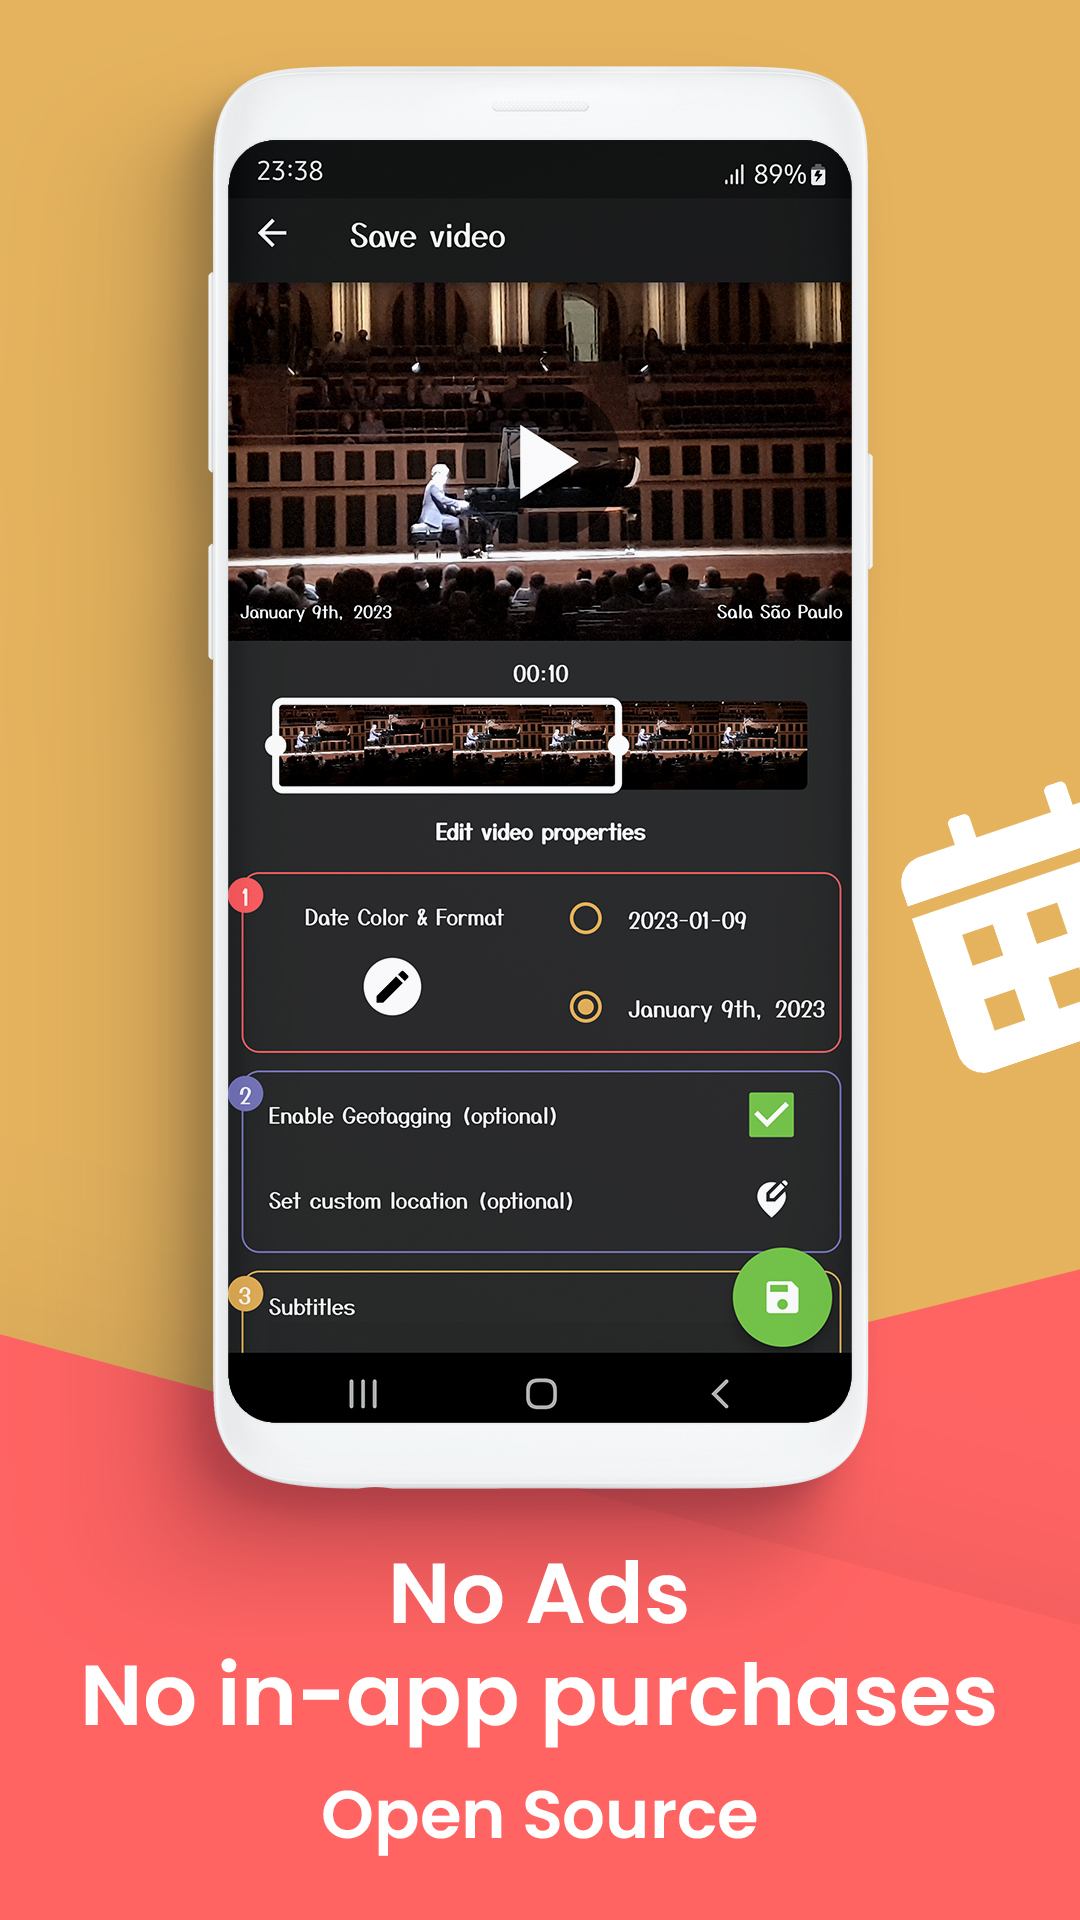 23:38
89%
Save video
January 9th, 2023
Sala São Paulo
00:10
Edit video properties
1
Date Color & Format
2023-01-09
January 9th, 2023
2
Enable Geotagging (optional)
Set custom location (optional)
3
Subtitles
No Ads
No in-app purchases
Open Source